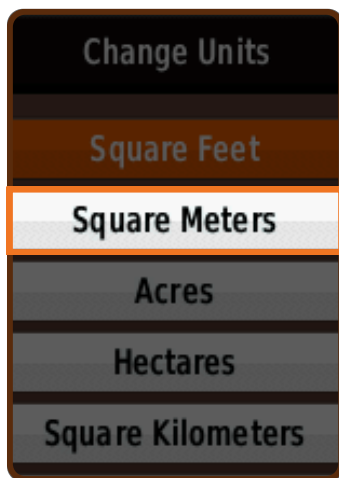 Change Units
Square Feet
Square Meters
Acres
Hectares
Square Kilometers